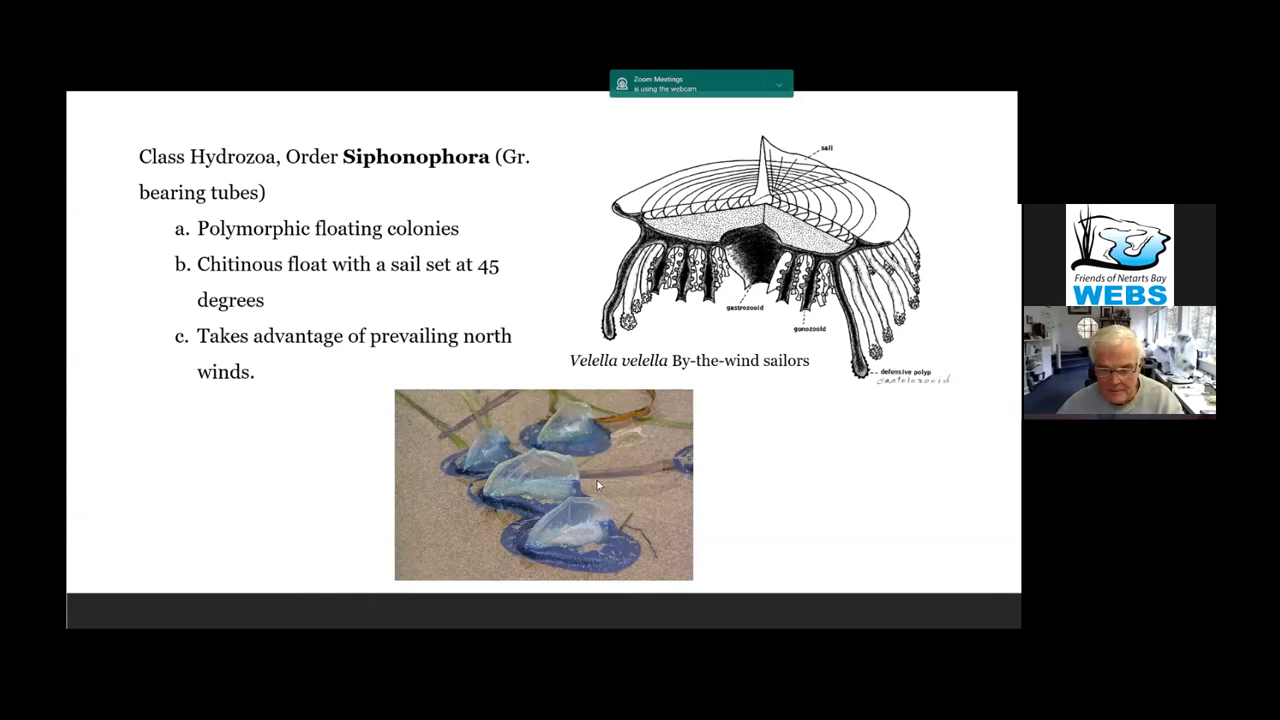 Zoom Meetings
is using the webcam
Class Hydrozoa, Order Siphonophora (Gr.
bearing tubes)
a. Polymorphic floating colonies
b. Chitinous float with a sail set at 45
degrees
c. Takes advantage of prevailing north
winds.
sail
gastrozooid
gonozooid
defensive polyp
dactolozooid
Velella velella By-the-wind sailors
Friends of Netarts Bay
WEBS